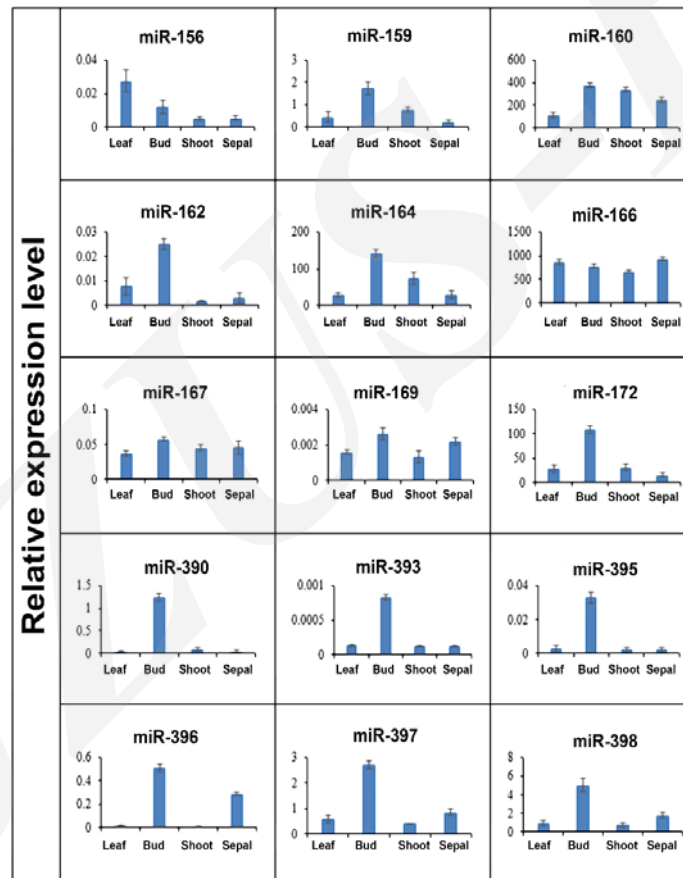 Relative expression level
miR-156
0.04
0.02
0
Leaf Bud Shoot Sepal
miR-159
3
2
1
0
Leaf Bud Shoot Sepal
miR-160
600
400
200
0
Leaf Bud Shoot Sepal
miR-162
0.03
0.02
0.01
0
Leaf Bud Shoot Sepal
miR-164
200
100
0
Leaf Bud Shoot Sepal
miR-166
1500
1000
500
0
Leaf Bud Shoot Sepal
miR-167
0.1
0.05
0
Leaf Bud Shoot Sepal
miR-169
0.004
0.002
0.000
Leaf Bud Shoot Sepal
miR-172
150
100
50
0
Leaf Bud Shoot Sepal
miR-390
1.5
1
0.5
0
Leaf Bud Shoot Sepal
miR-393
0.001
0.0005
0
Leaf Bud Shoot Sepal
miR-395
0.04
0.02
0
Leaf Bud Shoot Sepal
miR-396
0.6
0.4
0.2
0
Leaf Bud Shoot Sepal
miR-397
3
2
1
0
Leaf Bud Shoot Sepal
miR-398
8
6
4
2
0
Leaf Bud Shoot Sepal